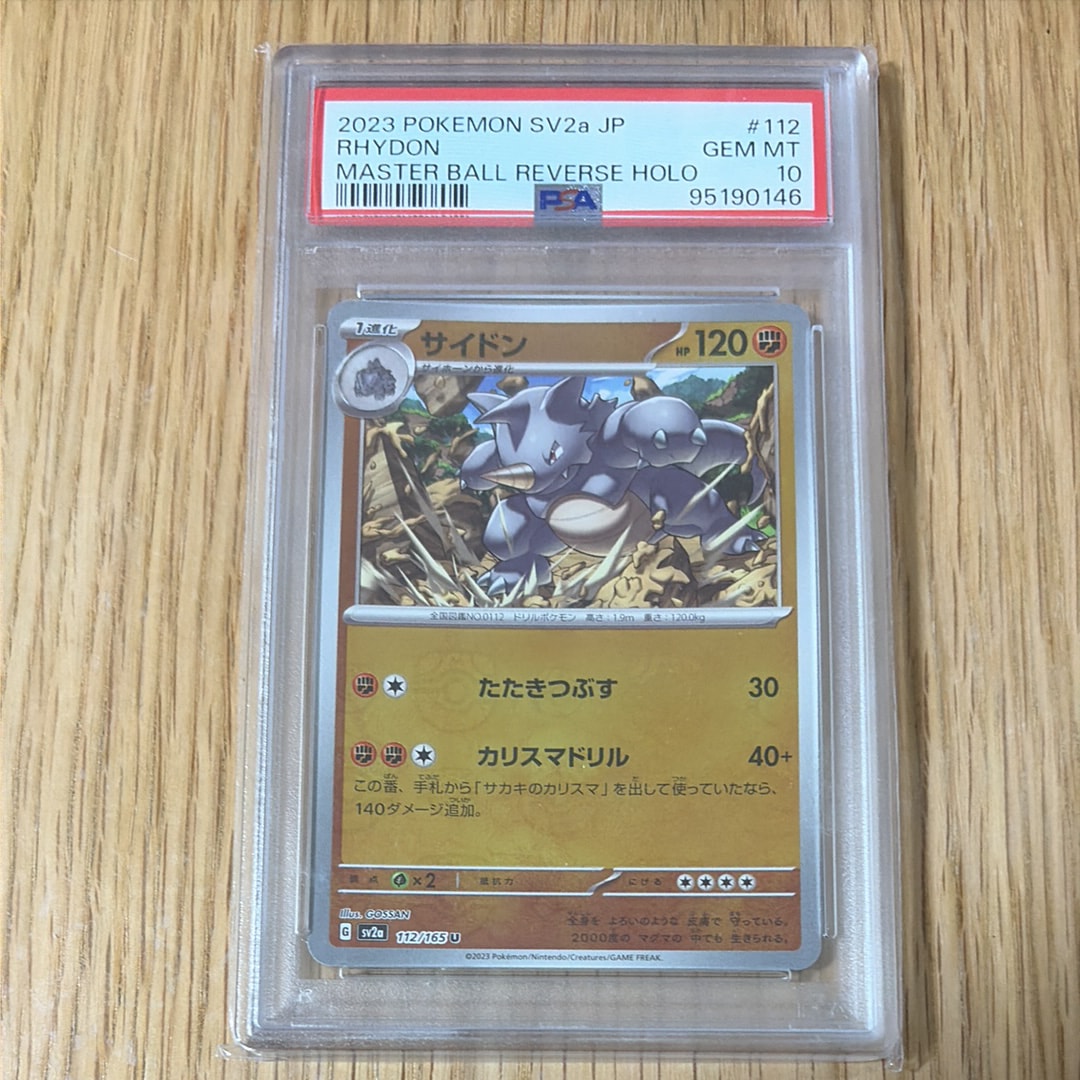 2023 POKEMON SV2a JP #112
RHYDON GEM MT
MASTER BALL REVERSE HOLO 10
PSA 95190146
1進化 サイドン HP 120
サイホーンから進化
全国図鑑NO.0112 ドリルポケモン 高さ:1.9m 重さ:120.0kg
たたきつぶす 30
カリスマドリル 40+
この番、手札から「サカキのカリスマ」を出して使っていたなら、
140ダメージ追加。
弱点 ×2 抵抗力 にげる
Illus. GOSSAN
全身を よろいのような 皮膚で 守っている。
G sv2a 112/165 U
2000度の マグマの 中でも 生きられる。
©2023 Pokémon/Nintendo/Creatures/GAME FREAK.